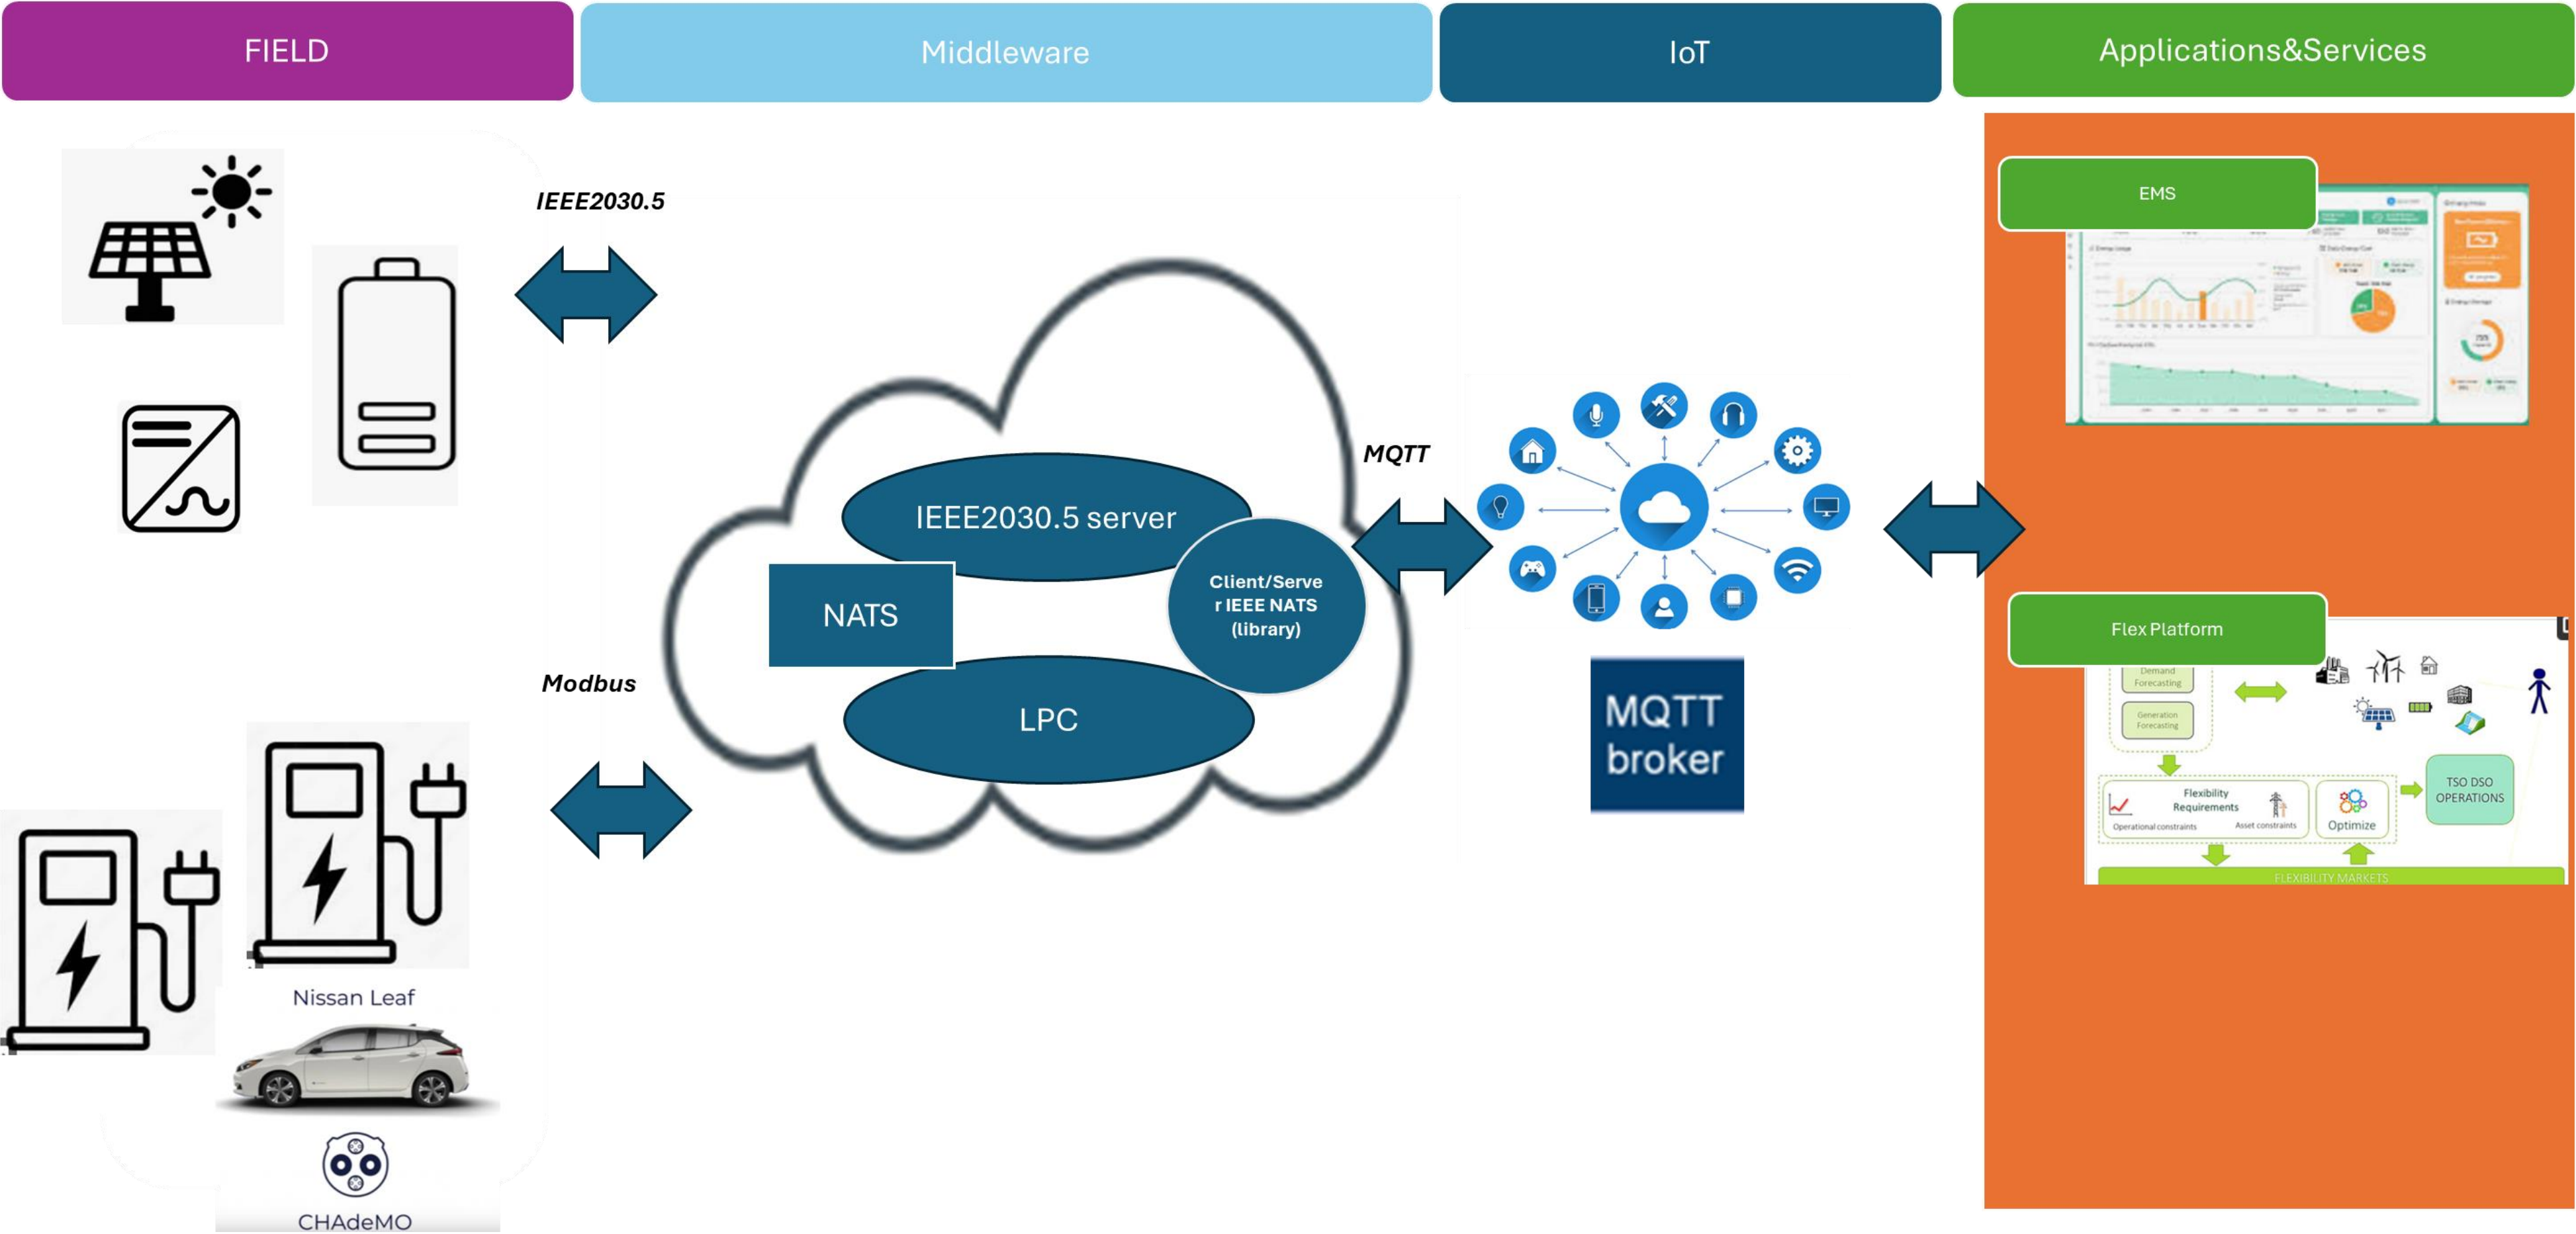 FIELD
Middleware
IoT
Applications&Services
IEEE2030.5
Modbus
Nissan Leaf
CHAdeMO
IEEE2030.5 server
NATS
Client/Serve
r IEEE NATS
(library)
LPC
MQTT
MQTT
broker
EMS
Flex Platform
Demand
Forecasting
Generation
Forecasting
Flexibility
Requirements
Operational constraints
Asset constraints
Optimize
TSO DSO
OPERATIONS
FLEXIBILITY MARKETS